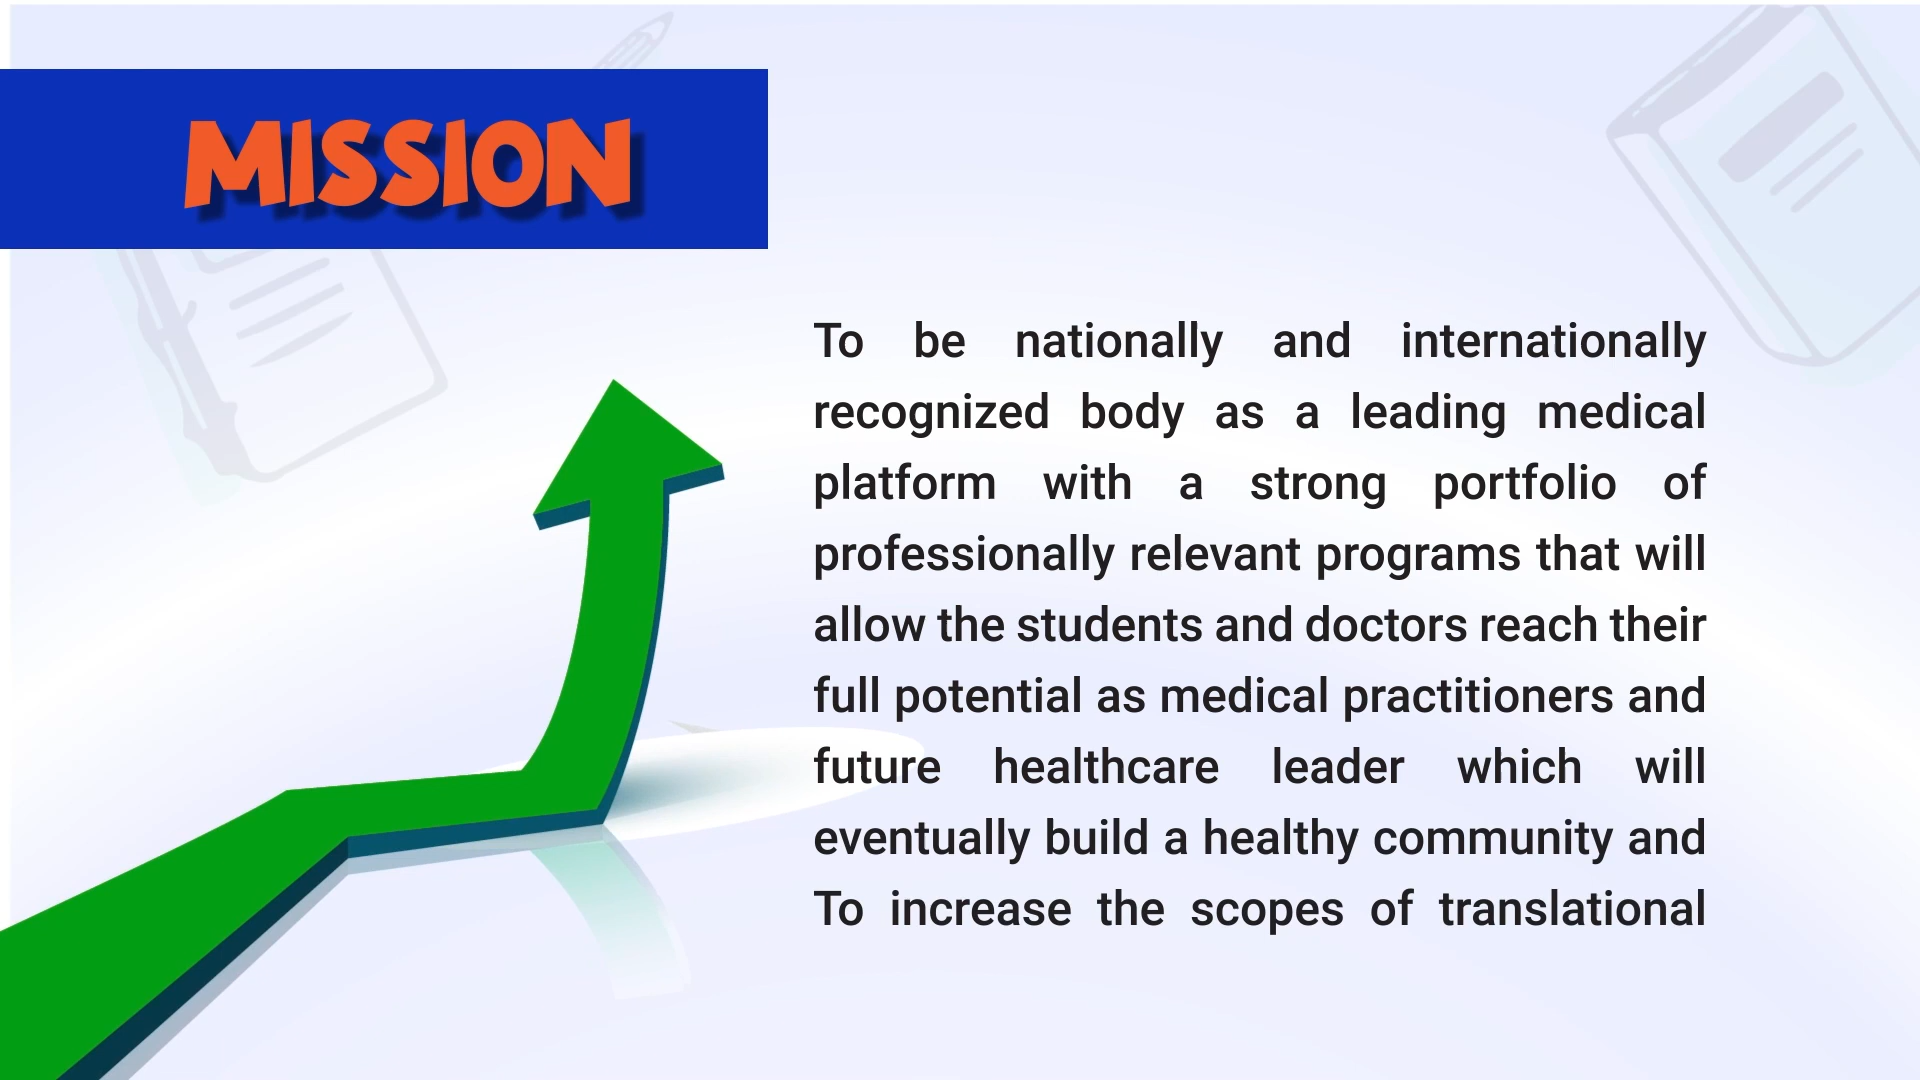 MISSION
To be nationally and internationally
recognized body as a leading medical
platform with a strong portfolio of
professionally relevant programs that will
allow the students and doctors reach their
full potential as medical practitioners and
future healthcare leader which will
eventually build a healthy community and
To increase the scopes of translational